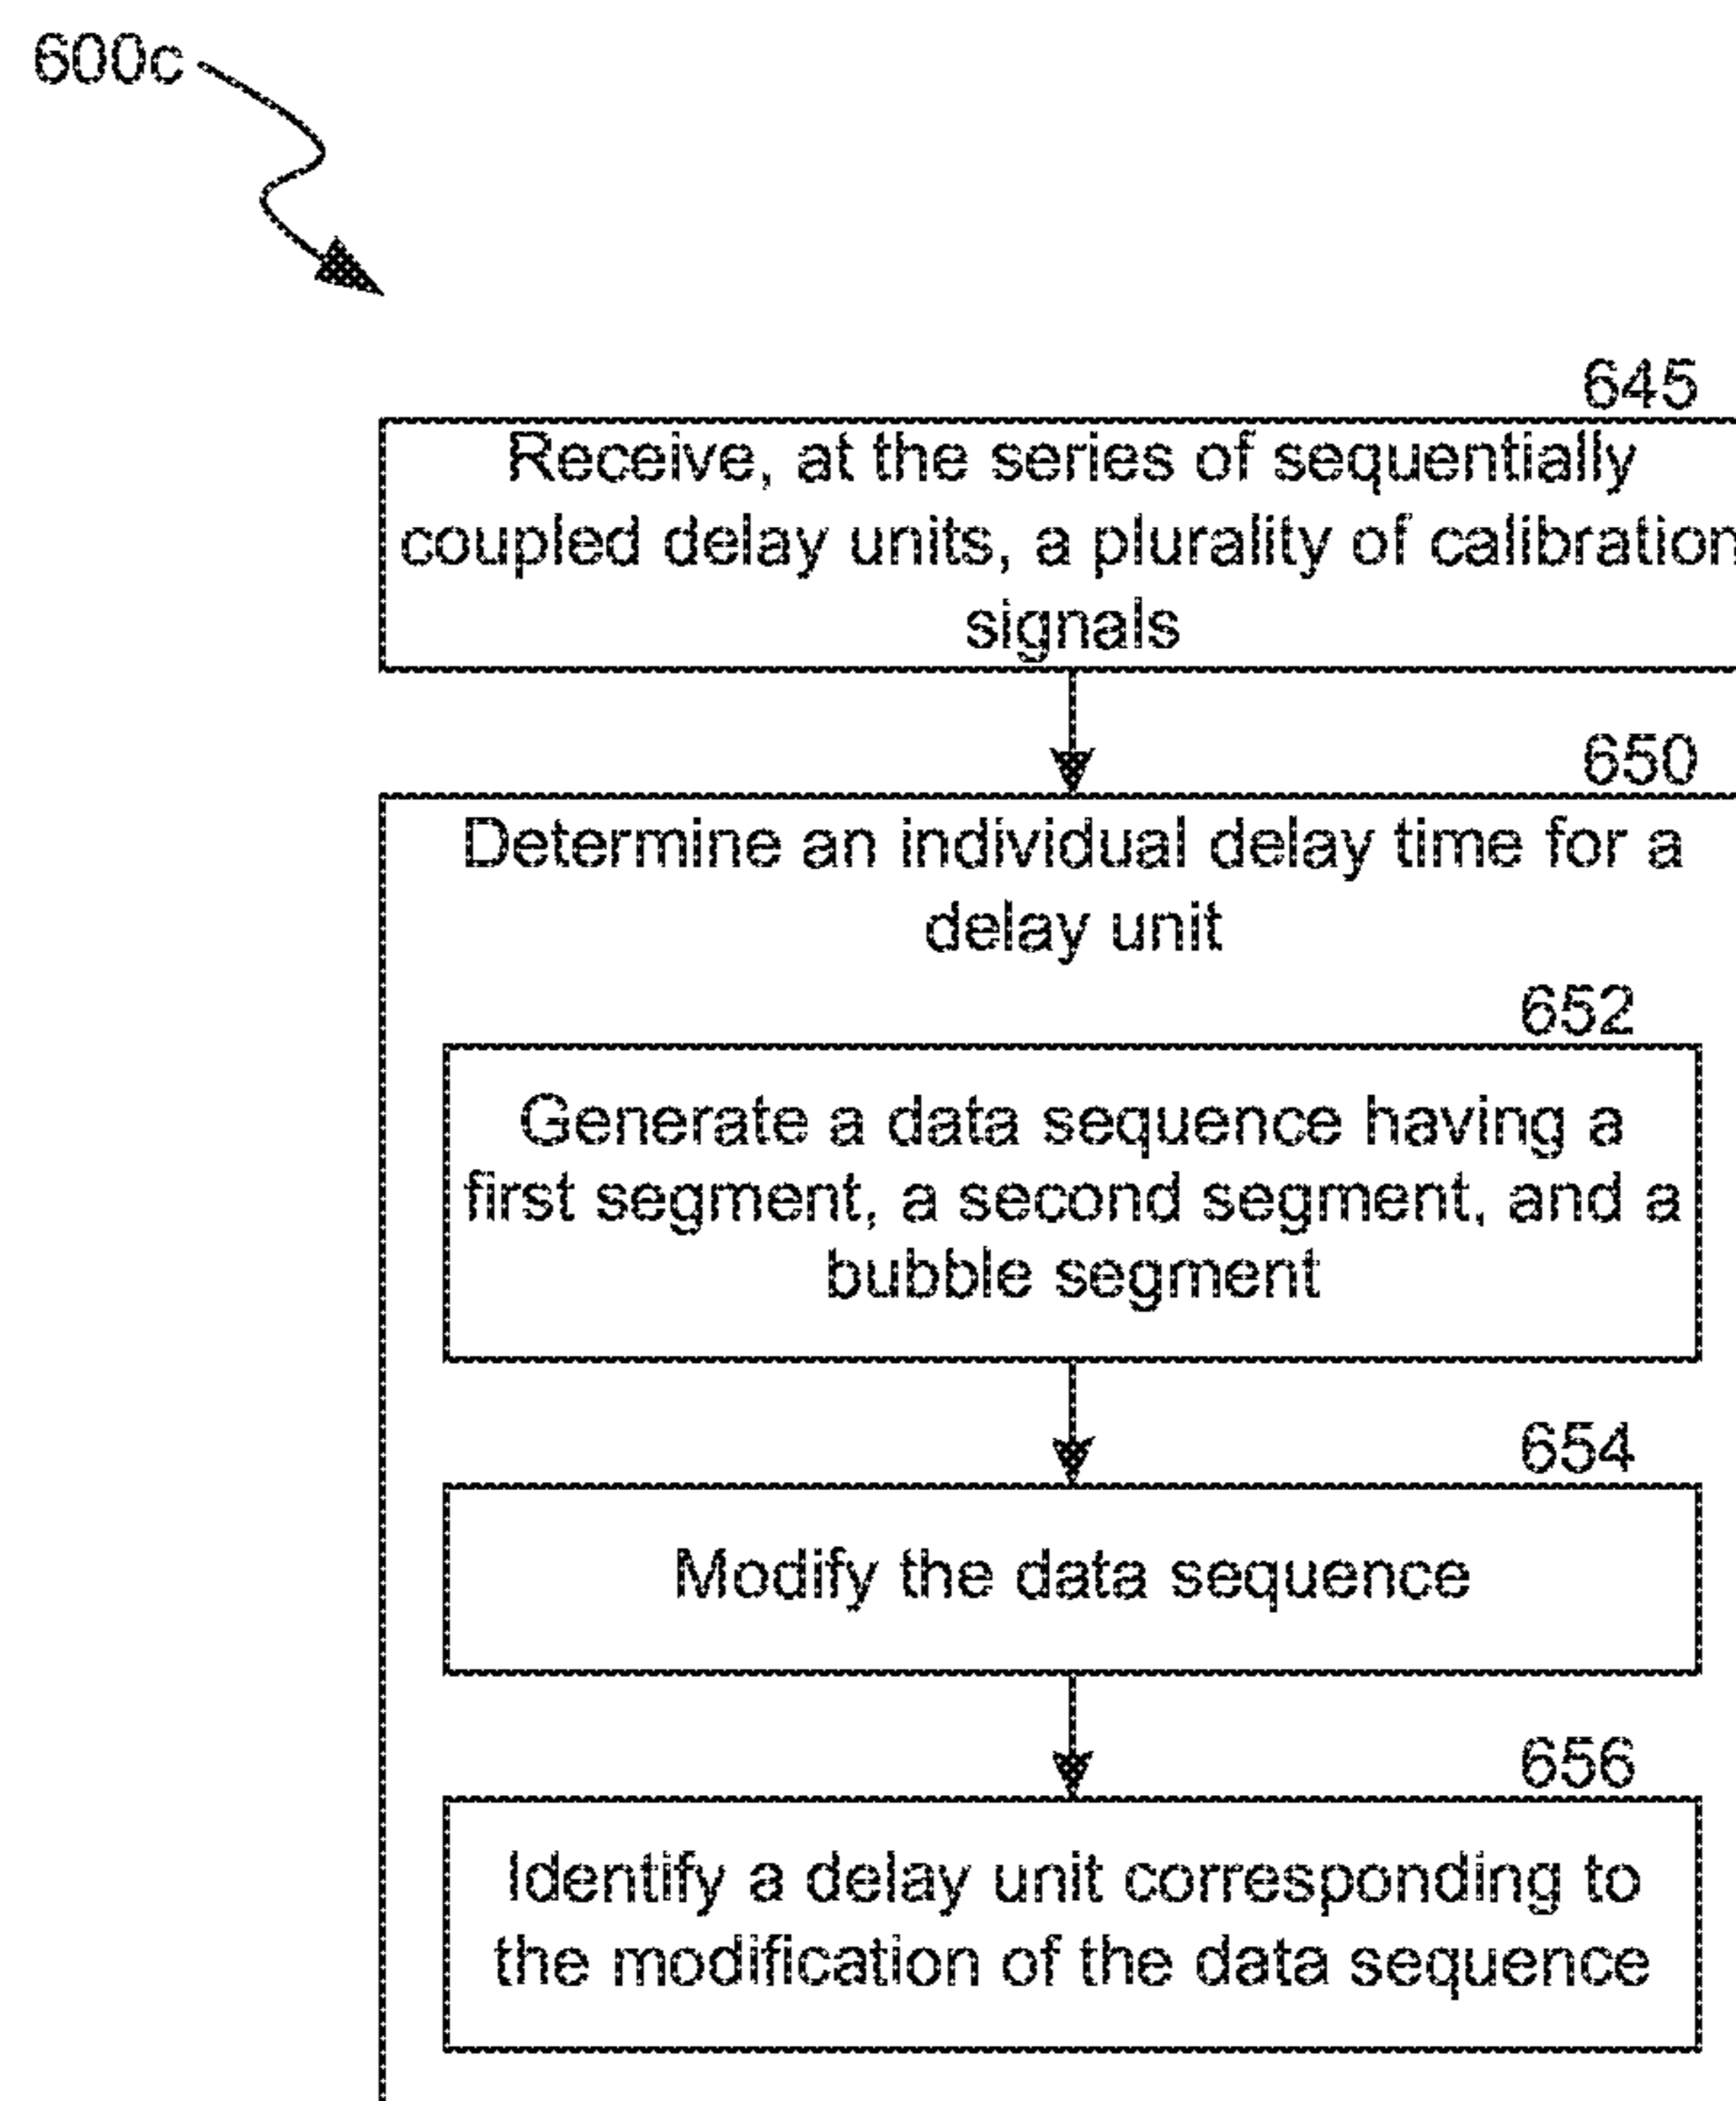 600c
645
Receive, at the series of sequentially
coupled delay units, a plurality of calibration
signals
650
Determine an individual delay time for a
delay unit
652
Generate a data sequence having a
first segment, a second segment, and a
bubble segment
654
Modify the data sequence
656
Identify a delay unit corresponding to
the modification of the data sequence